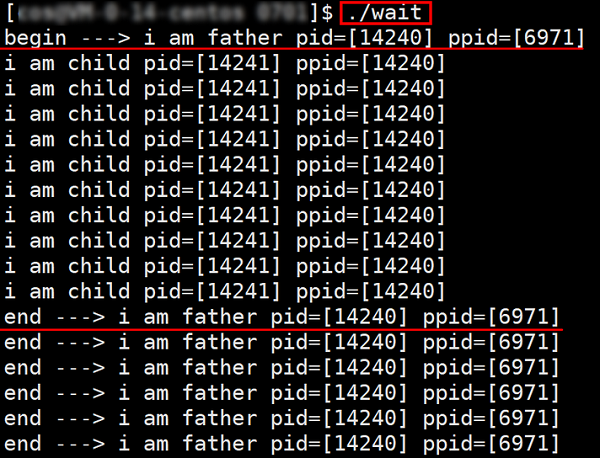 [ ]$ ./wait
begin ---> i am father pid=[14240] ppid=[6971]
i am child pid=[14241] ppid=[14240]
i am child pid=[14241] ppid=[14240]
i am child pid=[14241] ppid=[14240]
i am child pid=[14241] ppid=[14240]
i am child pid=[14241] ppid=[14240]
i am child pid=[14241] ppid=[14240]
i am child pid=[14241] ppid=[14240]
i am child pid=[14241] ppid=[14240]
i am child pid=[14241] ppid=[14240]
i am child pid=[14241] ppid=[14240]
end ---> i am father pid=[14240] ppid=[6971]
end ---> i am father pid=[14240] ppid=[6971]
end ---> i am father pid=[14240] ppid=[6971]
end ---> i am father pid=[14240] ppid=[6971]
end ---> i am father pid=[14240] ppid=[6971]
end ---> i am father pid=[14240] ppid=[6971]